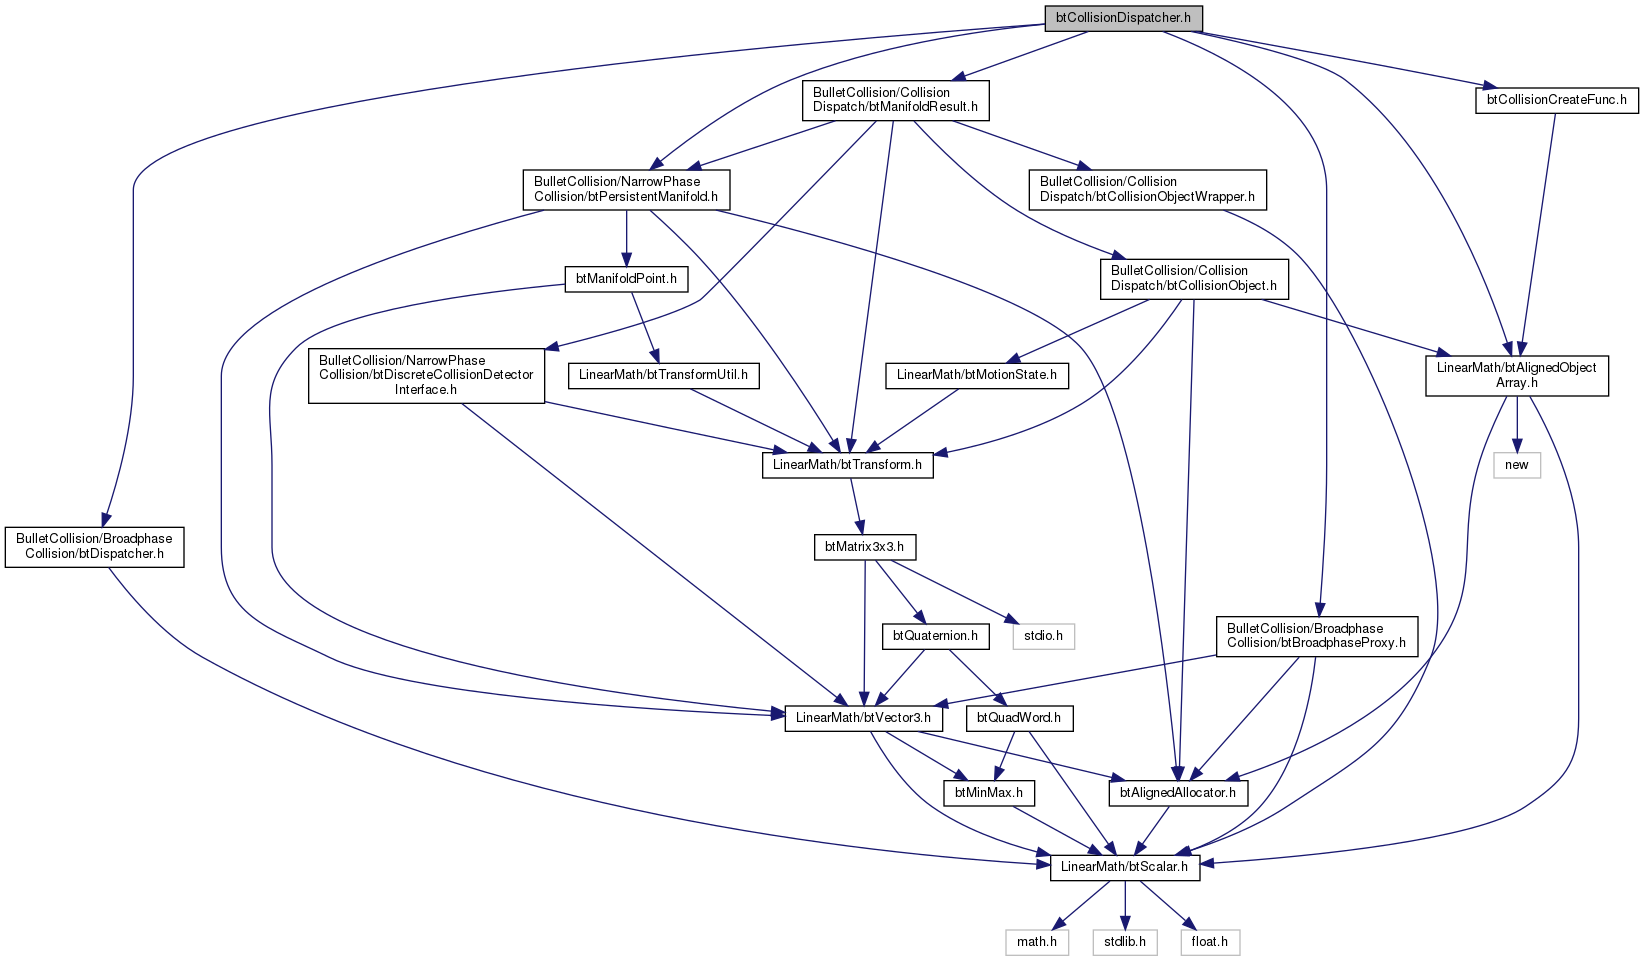 btCollisionDispatcher.h
BulletCollision/Collision
Dispatch/btManifoldResult.h
btCollisionCreateFunc.h
BulletCollision/NarrowPhase
Collision/btPersistentManifold.h
BulletCollision/Collision
Dispatch/btCollisionObjectWrapper.h
btManifoldPoint.h
BulletCollision/Collision
Dispatch/btCollisionObject.h
BulletCollision/NarrowPhase
Collision/btDiscreteCollisionDetector
Interface.h
LinearMath/btTransformUtil.h
LinearMath/btMotionState.h
LinearMath/btAlignedObject
Array.h
LinearMath/btTransform.h
new
BulletCollision/Broadphase
Collision/btDispatcher.h
btMatrix3x3.h
btQuaternion.h
stdio.h
BulletCollision/Broadphase
Collision/btBroadphaseProxy.h
LinearMath/btVector3.h
btQuadWord.h
btMinMax.h
btAlignedAllocator.h
LinearMath/btScalar.h
math.h
stdlib.h
float.h